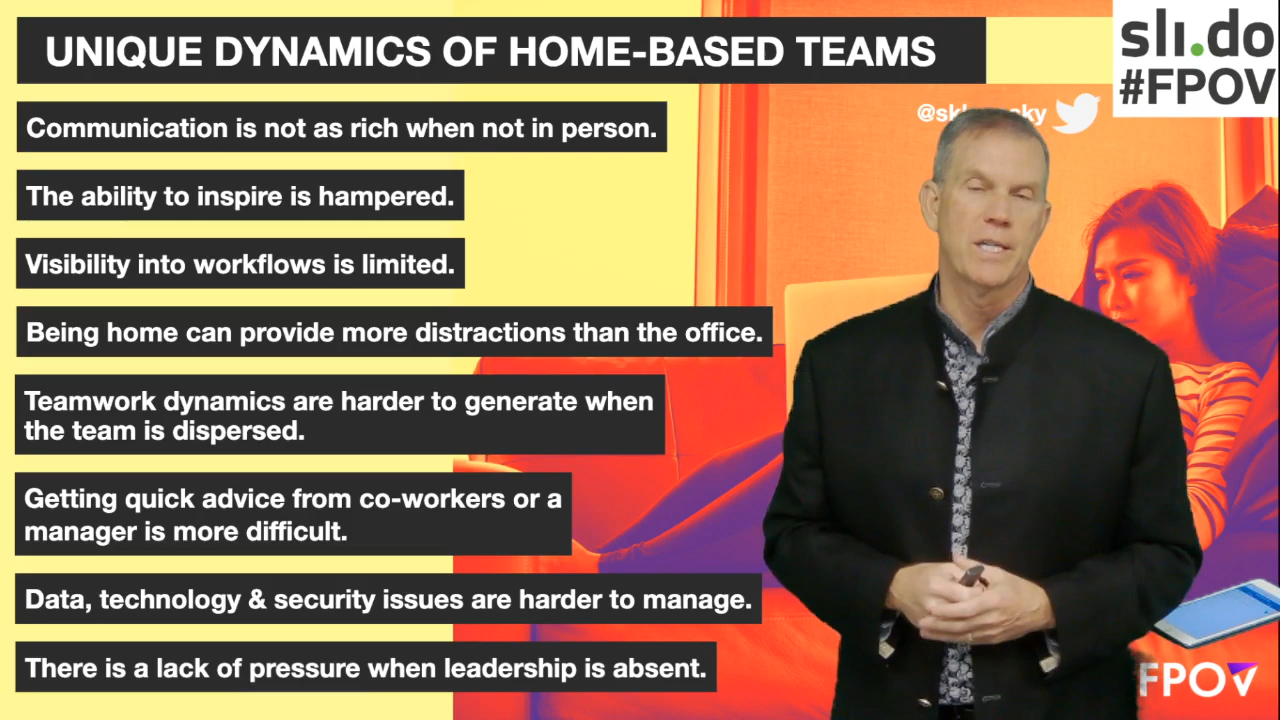 UNIQUE DYNAMICS OF HOME-BASED TEAMS
sli.do
#FPOV
Communication is not as rich when not in person.
The ability to inspire is hampered.
Visibility into workflows is limited.
Being home can provide more distractions than the office.
Teamwork dynamics are harder to generate when
the team is dispersed.
Getting quick advice from co-workers or a
manager is more difficult.
Data, technology & security issues are harder to manage.
There is a lack of pressure when leadership is absent.
FPOV